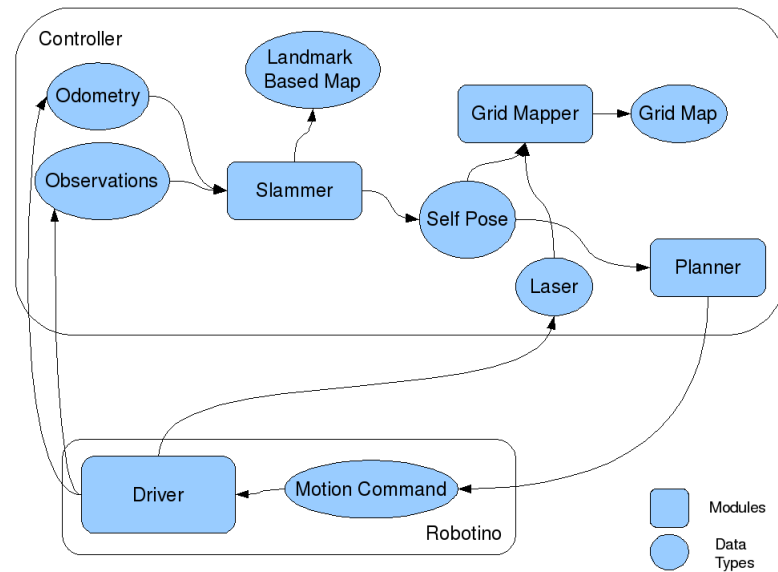 Controller
Landmark
Based Map
Odometry
Grid Mapper
Grid Map
Observations
Slammer
Self Pose
Planner
Laser
Driver
Motion Command
Robotino
Modules
Data
Types